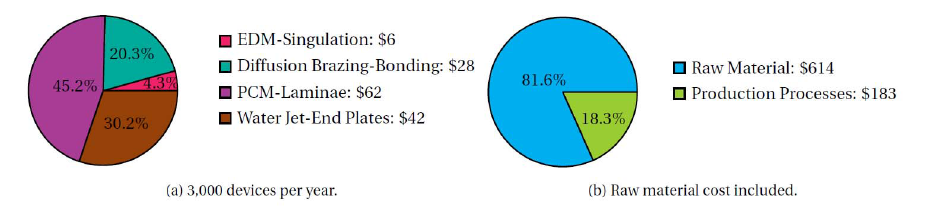 20.3%
45.2%
4.3%
30.2%
EDM-Singulation: $6
Diffusion Brazing-Bonding: $28
PCM-Laminae: $62
Water Jet-End Plates: $42
(a) 3,000 devices per year.
81.6%
18.3%
Raw Material: $614
Production Processes: $183
(b) Raw material cost included.